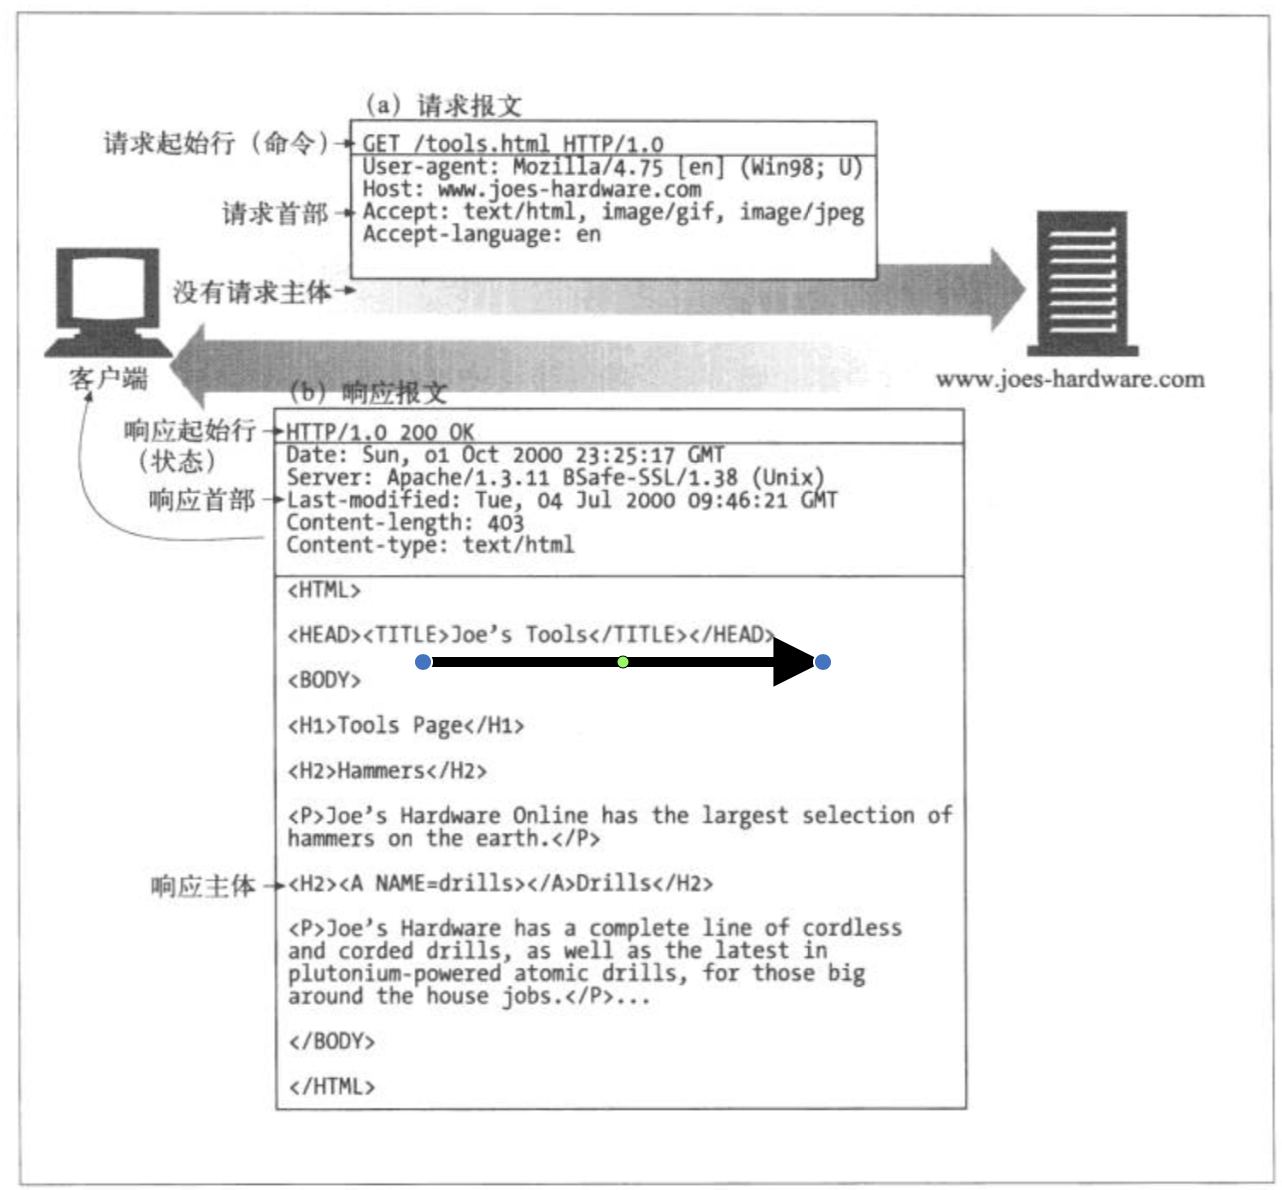 (a) 请求报文
请求起始行（命令）
GET /tools.html HTTP/1.0
User-agent: Mozilla/4.75 [en] (Win98; U)
Host: www.joes-hardware.com
请求首部
Accept: text/html, image/gif, image/jpeg
Accept-language: en
没有请求主体
客户端
www.joes-hardware.com
(b) 响应报文
响应起始行
（状态）
HTTP/1.0 200 OK
Date: Sun, 01 Oct 2000 23:25:17 GMT
Server: Apache/1.3.11 BSafe-SSL/1.38 (Unix)
响应首部
Last-modified: Tue, 04 Jul 2000 09:46:21 GMT
Content-length: 403
Content-type: text/html
<HTML>
<HEAD><TITLE>Joe's Tools</TITLE></HEAD>
<BODY>
<H1>Tools Page</H1>
<H2>Hammers</H2>
<P>Joe's Hardware Online has the largest selection of
hammers on the earth.</P>
响应主体
<H2><A NAME=drills></A>Drills</H2>
<P>Joe's Hardware has a complete line of cordless
and corded drills, as well as the latest in
plutonium-powered atomic drills, for those big
around the house jobs.</P>...
</BODY>
</HTML>